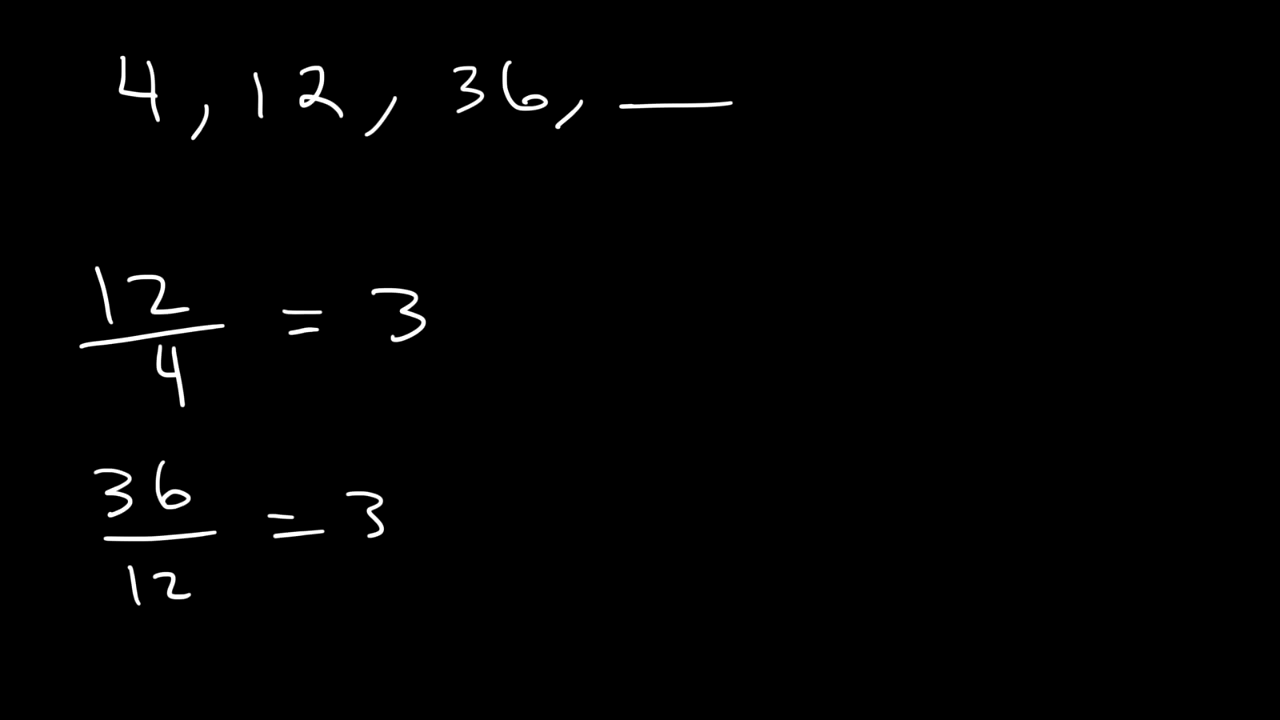 4, 12, 36, ___
12/4 = 3
36/12 = 3